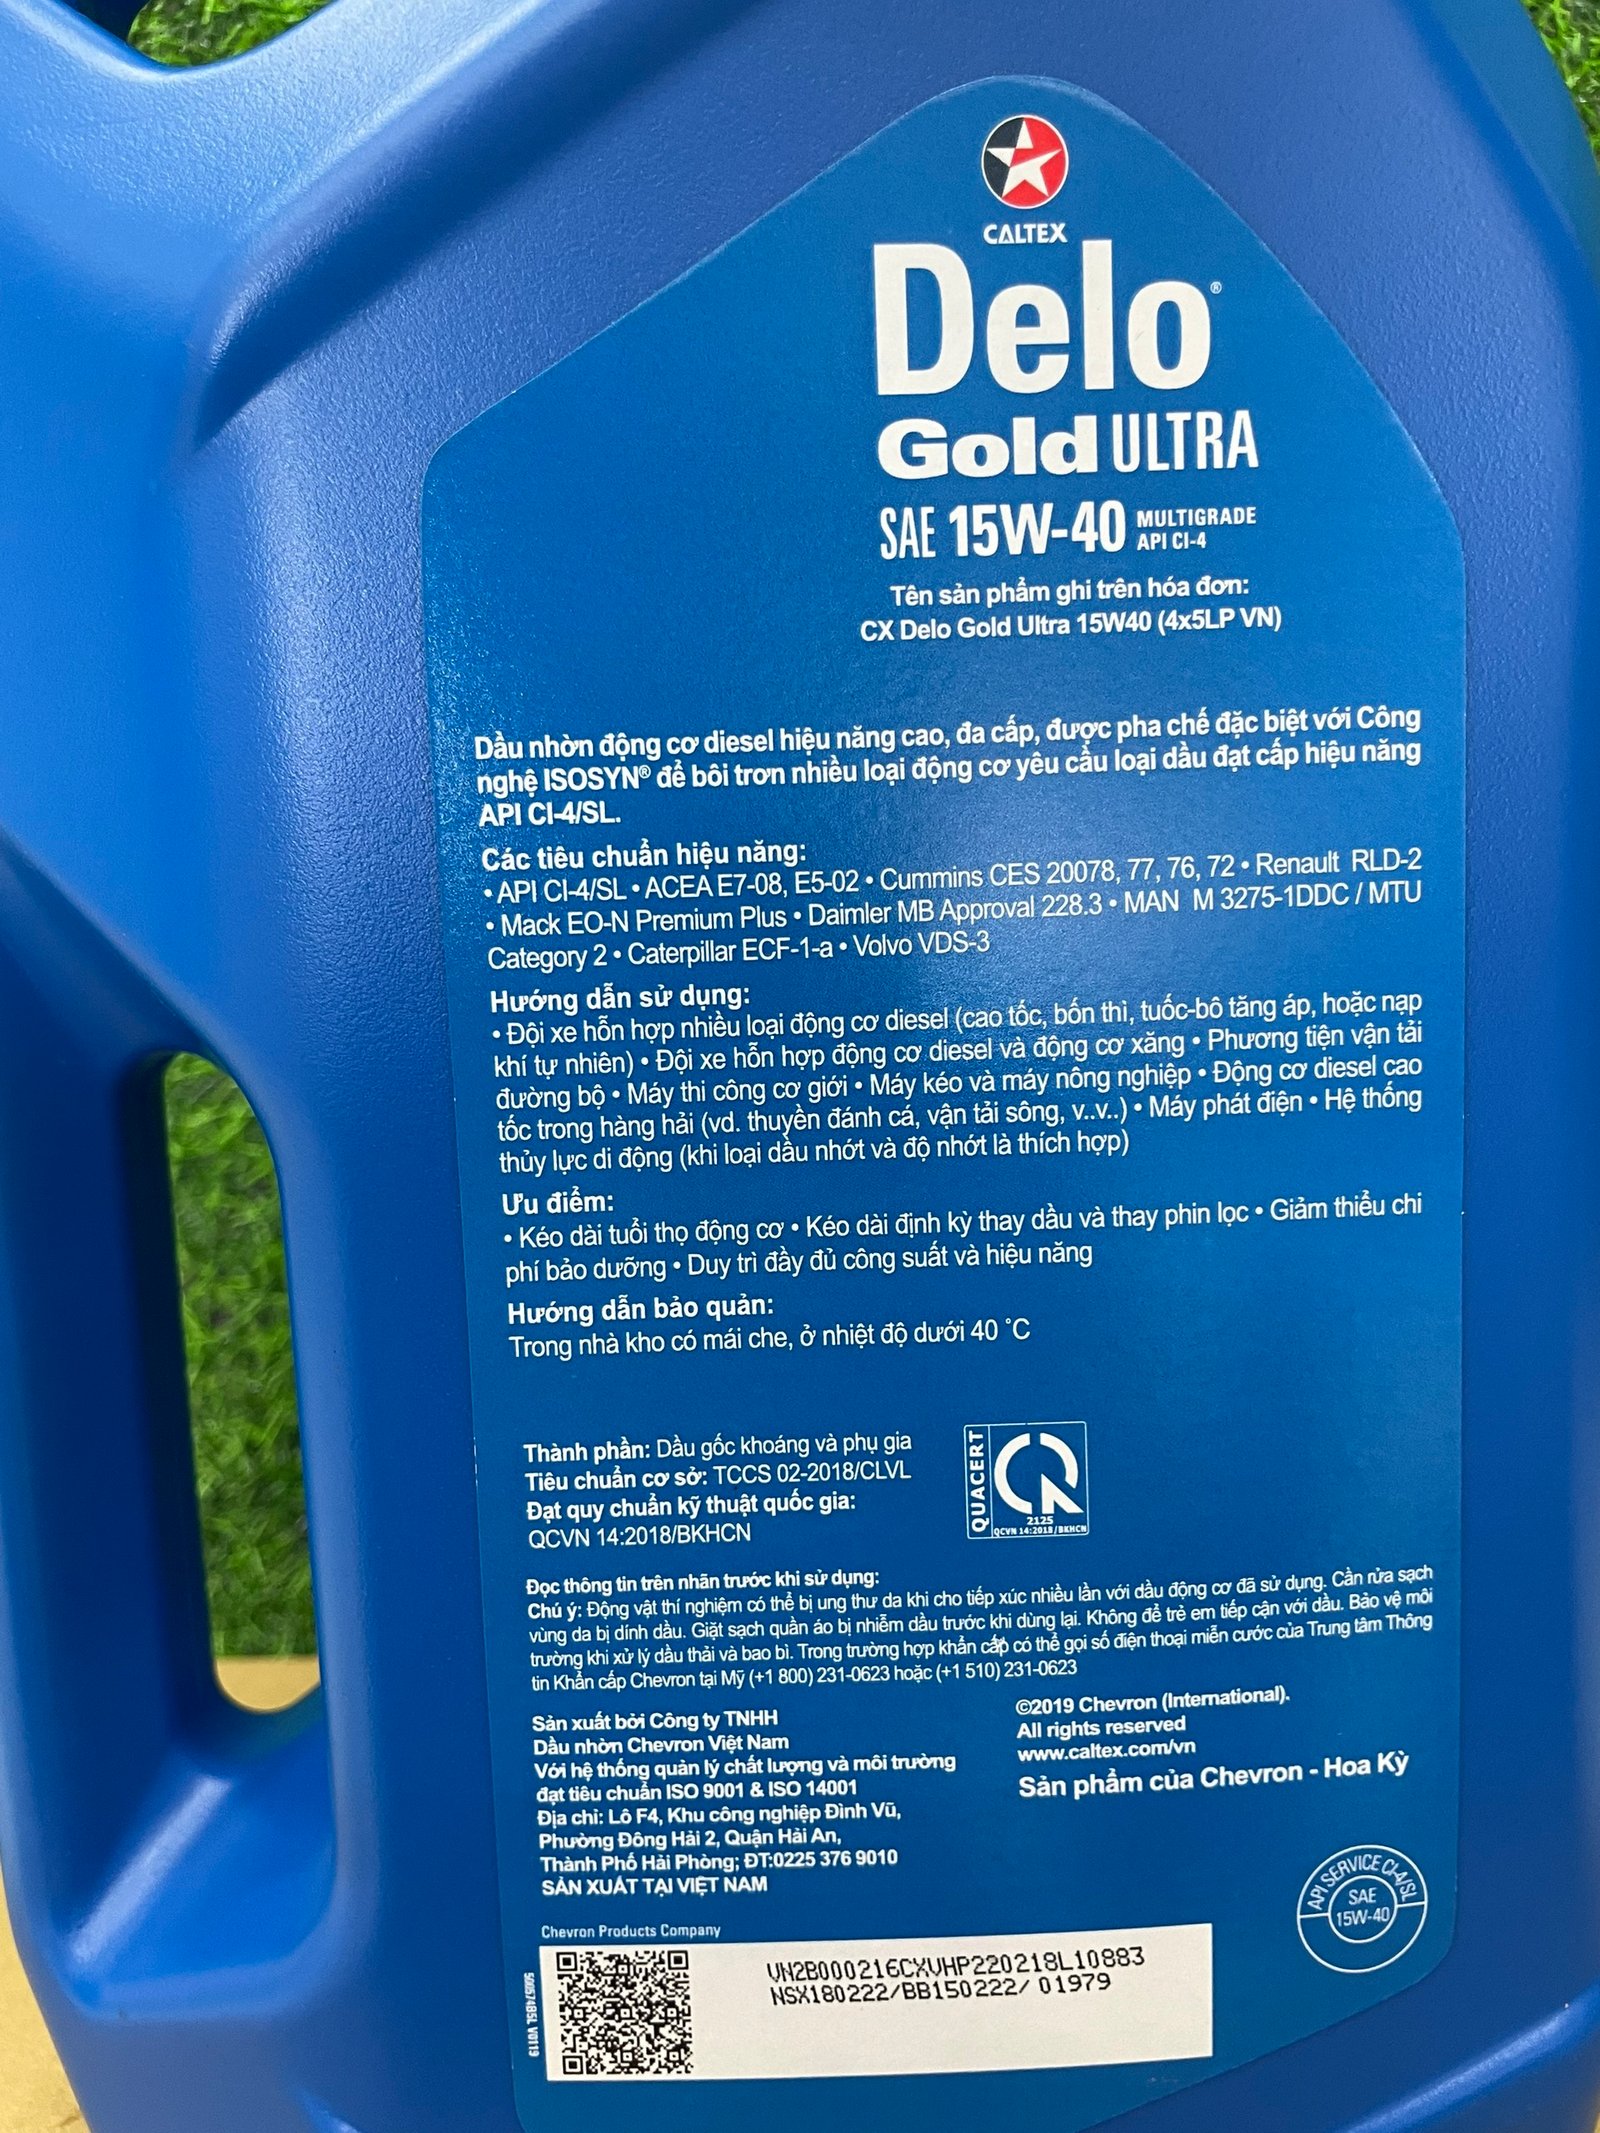 CALTEX
Delo®
Gold ULTRA
SAE 15W-40 MULTIGRADE
API CI-4
Tên sản phẩm ghi trên hóa đơn:
CX Delo Gold Ultra 15W40 (4x5LP VN)
Dầu nhờn động cơ diesel hiệu năng cao, đa cấp, được pha chế đặc biệt với Công
nghệ ISOSYN® để bôi trơn nhiều loại động cơ yêu cầu loại dầu đạt cấp hiệu năng
API CI-4/SL.
Các tiêu chuẩn hiệu năng:
• API CI-4/SL • ACEA E7-08, E5-02 • Cummins CES 20078, 77, 76, 72 • Renault RLD-2
• Mack EO-N Premium Plus • Daimler MB Approval 228.3 • MAN M 3275-1DDC / MTU
Category 2 • Caterpillar ECF-1-a • Volvo VDS-3
Hướng dẫn sử dụng:
• Đội xe hỗn hợp nhiều loại động cơ diesel (cao tốc, bốn thì, tuốc-bô tăng áp, hoặc nạp
khí tự nhiên) • Đội xe hỗn hợp động cơ diesel và động cơ xăng • Phương tiện vận tải
đường bộ • Máy thi công cơ giới • Máy kéo và máy nông nghiệp • Động cơ diesel cao
tốc trong hàng hải (vd. thuyền đánh cá, vận tải sông, v..v..) • Máy phát điện • Hệ thống
thủy lực di động (khi loại dầu nhớt và độ nhớt là thích hợp)
Ưu điểm:
• Kéo dài tuổi thọ động cơ • Kéo dài định kỳ thay dầu và thay phin lọc • Giảm thiểu chi
phí bảo dưỡng • Duy trì đầy đủ công suất và hiệu năng
Hướng dẫn bảo quản:
Trong nhà kho có mái che, ở nhiệt độ dưới 40 °C
Thành phần: Dầu gốc khoáng và phụ gia
Tiêu chuẩn cơ sở: TCCS 02-2018/CLVL
Đạt quy chuẩn kỹ thuật quốc gia:
QCVN 14:2018/BKHCN
QUACERT
2125
QCVN 14:2018/BKHCN
Đọc thông tin trên nhãn trước khi sử dụng:
Chú ý: Động vật thí nghiệm có thể bị ung thư da khi cho tiếp xúc nhiều lần với dầu động cơ đã sử dụng. Cần rửa sạch
vùng da bị dính dầu. Giặt sạch quần áo bị nhiễm dầu trước khi dùng lại. Không để trẻ em tiếp cận với dầu. Bảo vệ môi
trường khi xử lý dầu thải và bao bì. Trong trường hợp khẩn cấp có thể gọi số điện thoại miễn cước của Trung tâm Thông
tin Khẩn cấp Chevron tại Mỹ (+1 800) 231-0623 hoặc (+1 510) 231-0623
Sản xuất bởi Công ty TNHH
Dầu nhờn Chevron Việt Nam
Với hệ thống quản lý chất lượng và môi trường
đạt tiêu chuẩn ISO 9001 & ISO 14001
Địa chỉ: Lô F4, Khu công nghiệp Đình Vũ,
Phường Đông Hải 2, Quận Hải An,
Thành Phố Hải Phòng; ĐT:0225 376 9010
SẢN XUẤT TẠI VIỆT NAM
©2019 Chevron (International).
All rights reserved
www.caltex.com/vn
Sản phẩm của Chevron - Hoa Kỳ
API SERVICE CI-4/SL
SAE
15W-40
Chevron Products Company
500574B5L V0119
VN2B000216CXVHP220218L10883
NSX180222/BB150222/ 01979